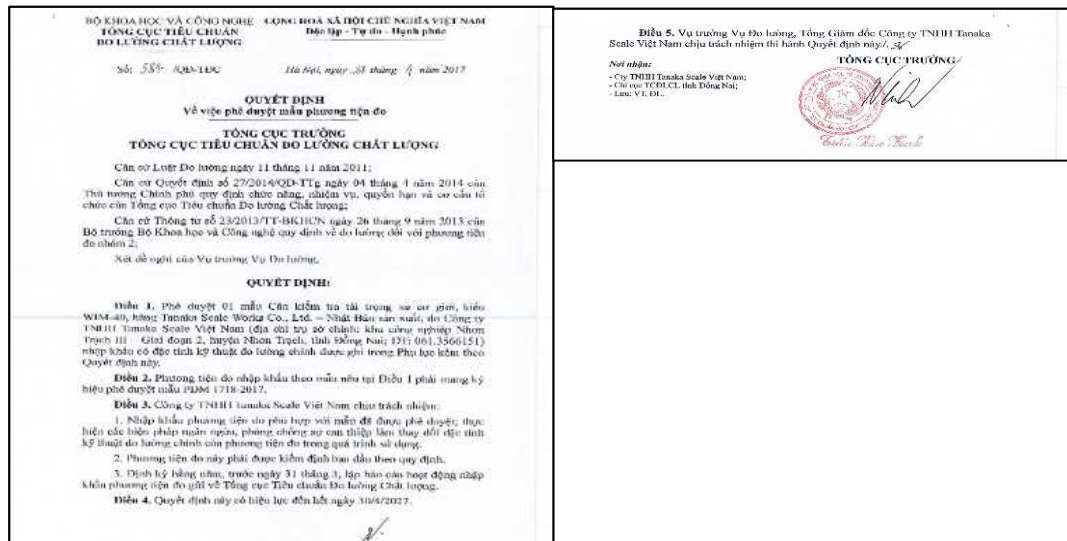 BỘ KHOA HỌC VÀ CÔNG NGHỆ
TỔNG CỤC TIÊU CHUẨN
ĐO LƯỜNG CHẤT LƯỢNG
CỘNG HOÀ XÃ HỘI CHỦ NGHĨA VIỆT NAM
Độc lập - Tự do - Hạnh phúc
Số: 584 /QĐ-TĐC
Hà Nội, ngày tháng 4 năm 2017
QUYẾT ĐỊNH
Về việc phê duyệt mẫu phương tiện đo
TỔNG CỤC TRƯỞNG
TỔNG CỤC TIÊU CHUẨN ĐO LƯỜNG CHẤT LƯỢNG
Căn cứ Luật Đo lường ngày 11 tháng 11 năm 2011;
Căn cứ Quyết định số 27/2014/QĐ-TTg ngày 04 tháng 4 năm 2014 của
Thủ tướng Chính phủ quy định chức năng, nhiệm vụ, quyền hạn và cơ cấu tổ
chức của Tổng cục Tiêu chuẩn Đo lường Chất lượng;
Căn cứ Thông tư số 23/2013/TT-BKHCN ngày 26 tháng 9 năm 2013 của
Bộ trưởng Bộ Khoa học và Công nghệ quy định về đo lường đối với phương tiện
đo nhóm 2;
Xét đề nghị của Vụ trưởng Vụ Đo lường,
QUYẾT ĐỊNH:
Điều 1. Phê duyệt 01 mẫu Cân kiểm tra tải trọng xe cơ giới, kiểu
WIM-40, hãng Tanaka Scale Works Co., Ltd. – Nhật Bản sản xuất, do Công ty
TNHH Tanaka Scale Việt Nam (địa chỉ trụ sở chính: khu công nghiệp Nhơn
Trạch III - Giai đoạn 2, huyện Nhơn Trạch, tỉnh Đồng Nai; ĐT: 061.3566151)
nhập khẩu có đặc tính kỹ thuật đo lường chính được ghi trong Phụ lục kèm theo
Quyết định này.
Điều 2. Phương tiện đo nhập khẩu theo mẫu nêu tại Điều 1 phải mang ký
hiệu phê duyệt mẫu PDM 1718-2017.
Điều 3. Công ty TNHH Tanaka Scale Việt Nam chịu trách nhiệm:
1. Nhập khẩu phương tiện đo phù hợp với mẫu đã được phê duyệt; thực
hiện các biện pháp ngăn ngừa, phòng chống sự can thiệp làm thay đổi đặc tính
kỹ thuật đo lường chính của phương tiện đo trong quá trình sử dụng.
2. Phương tiện đo này phải được kiểm định ban đầu theo quy định.
3. Định kỳ hằng năm, trước ngày 31 tháng 3, lập báo cáo hoạt động nhập
khẩu phương tiện đo gửi về Tổng cục Tiêu chuẩn Đo lường Chất lượng.
Điều 4. Quyết định này có hiệu lực đến hết ngày 30/4/2027.
Điều 5. Vụ trưởng Vụ Đo lường, Tổng Giám đốc Công ty TNHH Tanaka
Scale Việt Nam chịu trách nhiệm thi hành Quyết định này./.
Nơi nhận:
- Cty TNHH Tanaka Scale Việt Nam;
- Chi cục TCĐLCL tỉnh Đồng Nai;
- Lưu: VT, ĐL.
TỔNG CỤC TRƯỞNG